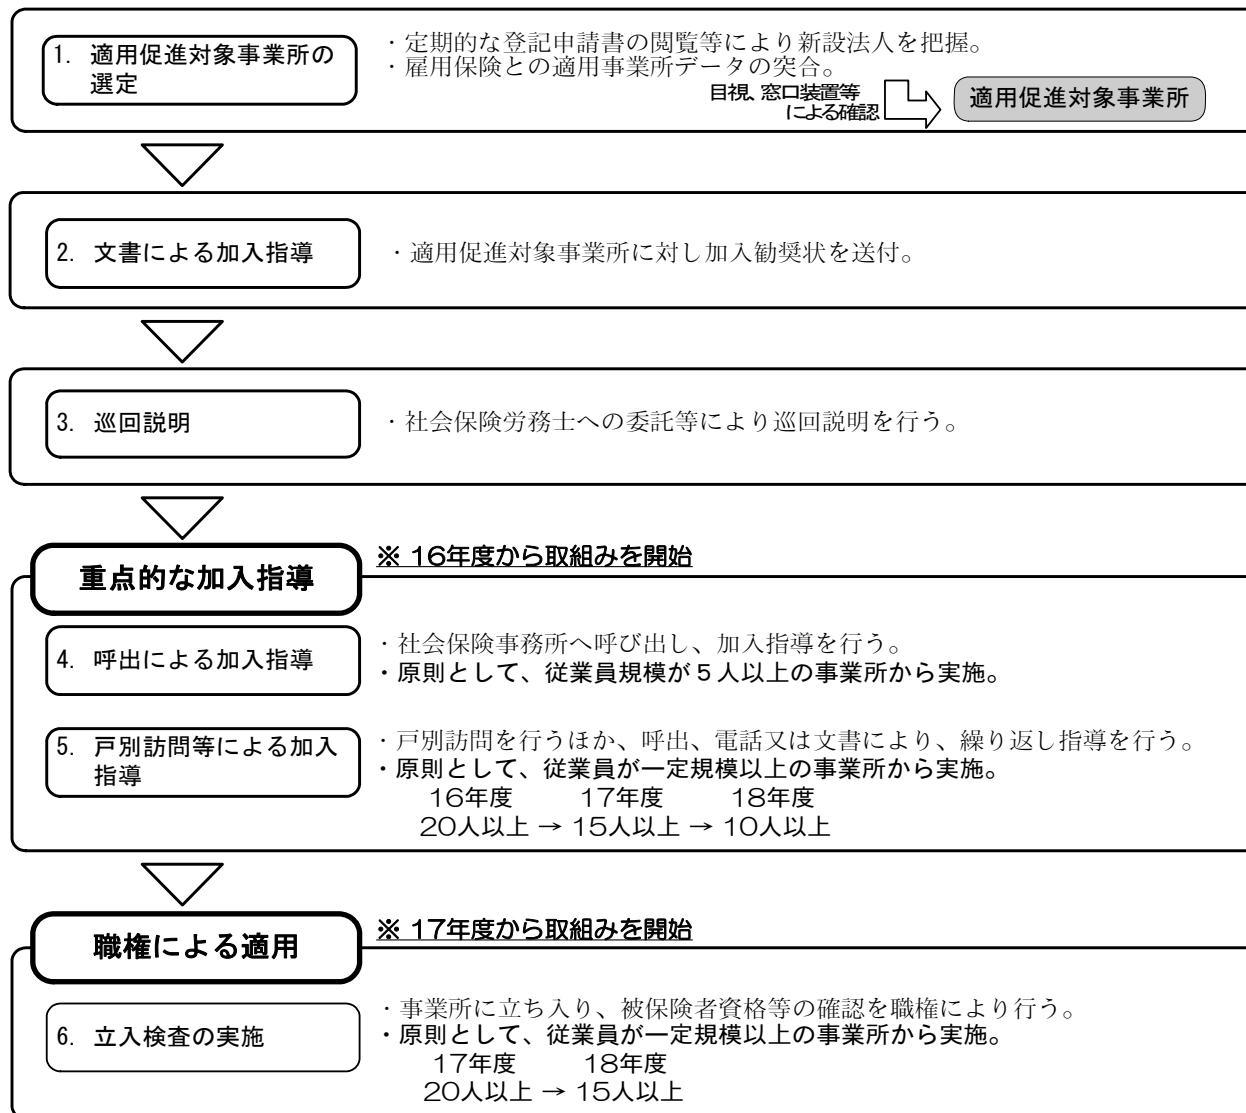 1. 適用促進対象事業所の
選定
・定期的な登記申請書の閲覧等により新設法人を把握。
・雇用保険との適用事業所データの突合。
目視、窓口装置等
による確認
適用促進対象事業所
2. 文書による加入指導
・適用促進対象事業所に対し加入勧奨状を送付。
3. 巡回説明
・社会保険労務士への委託等により巡回説明を行う。
重点的な加入指導
※ 16年度から取組みを開始
4. 呼出による加入指導
・社会保険事務所へ呼び出し、加入指導を行う。
・原則として、従業員規模が５人以上の事業所から実施。
5. 戸別訪問等による加入
指導
・戸別訪問を行うほか、呼出、電話又は文書により、繰り返し指導を行う。
・原則として、従業員が一定規模以上の事業所から実施。
16年度 17年度 18年度
20人以上 → 15人以上 → 10人以上
職権による適用
※ 17年度から取組みを開始
6. 立入検査の実施
・事業所に立ち入り、被保険者資格等の確認を職権により行う。
・原則として、従業員が一定規模以上の事業所から実施。
17年度 18年度
20人以上 → 15人以上